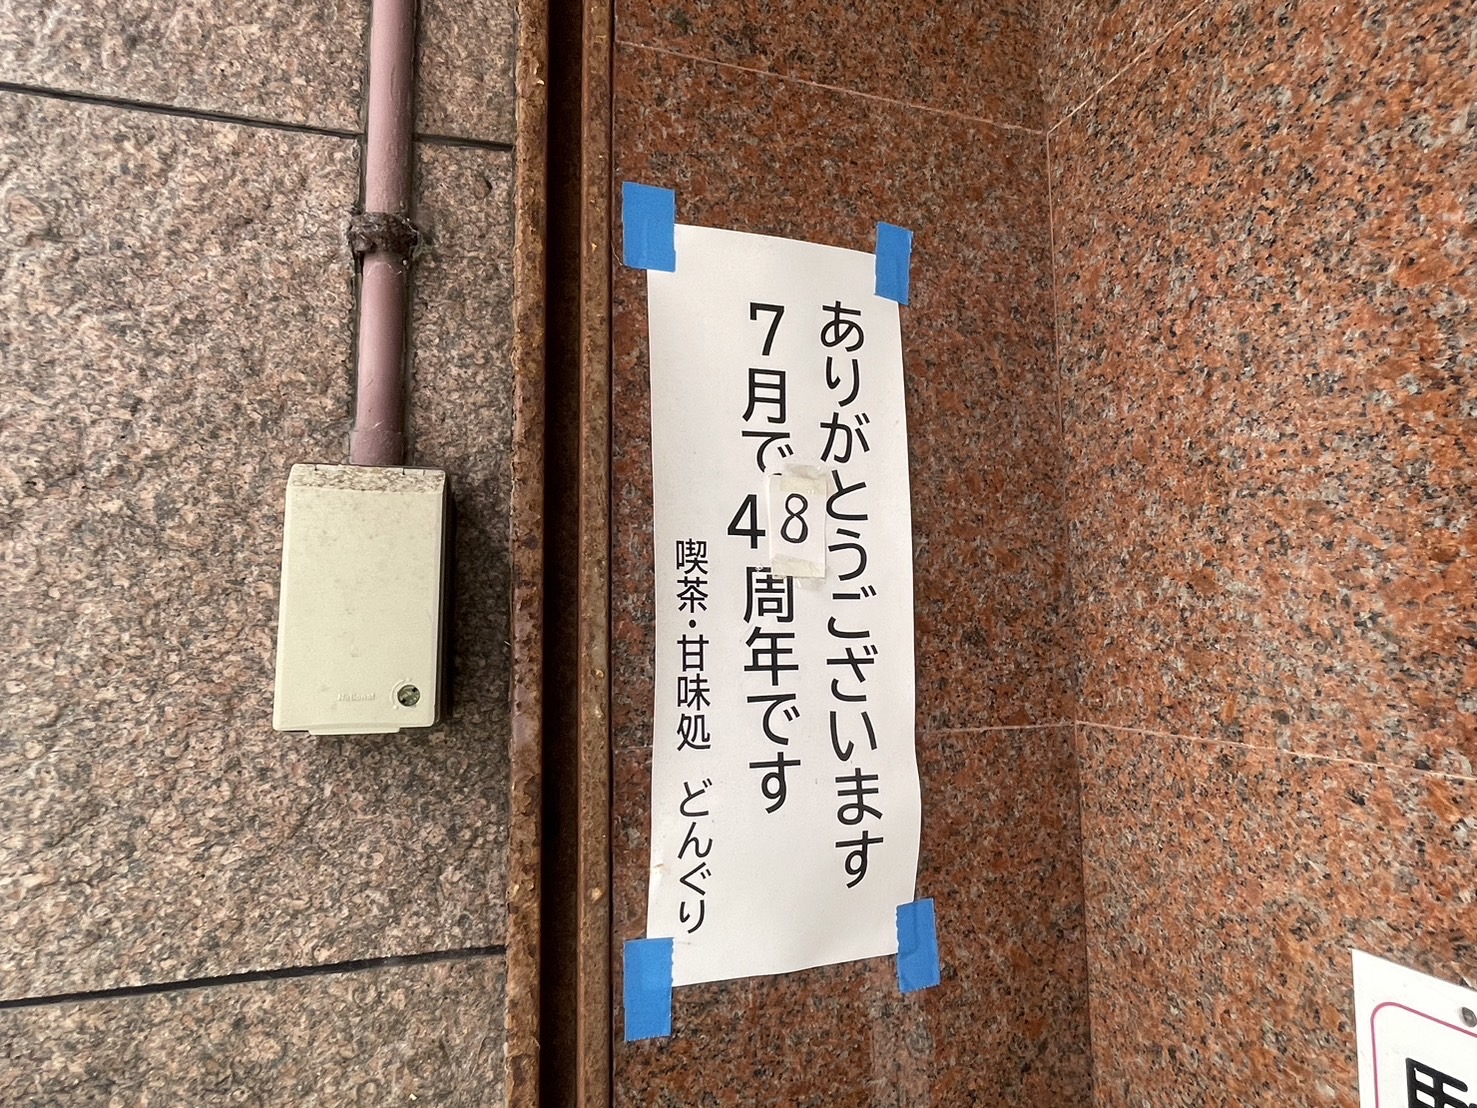 ありがとうございます
7月で48周年です
喫茶・甘味処 どんぐり
National